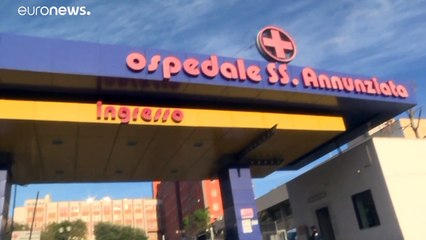 euronews.
ospedale SS. Annunziata
ingresso